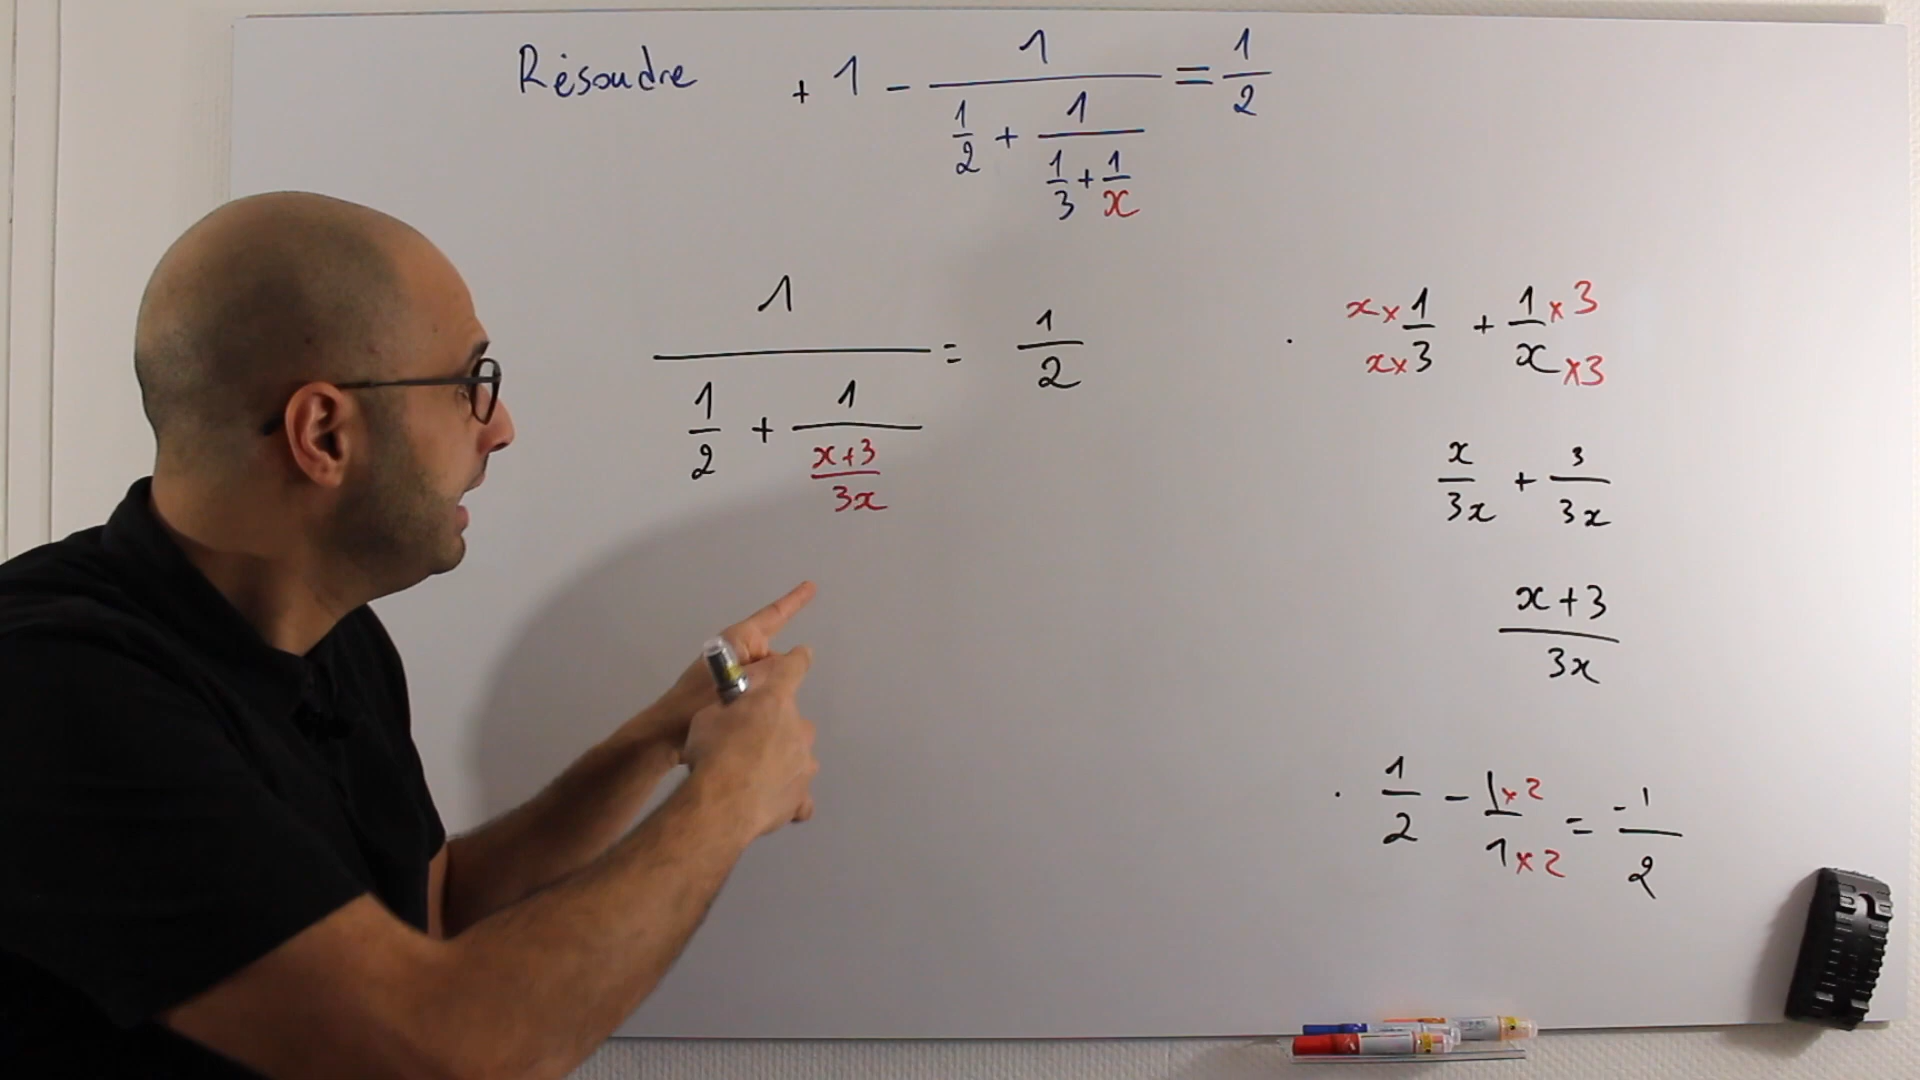 Résoudre + 1 - 1/(1/2 + 1/(1/3 + 1/x)) = 1/2
1/(1/2 + 1/((x+3)/3x)) = 1/2
. x×1/x×3 + 1×3/x×3
x/3x + 3/3x
x+3/3x
. 1/2 - 1×2/1×2 = -1/2